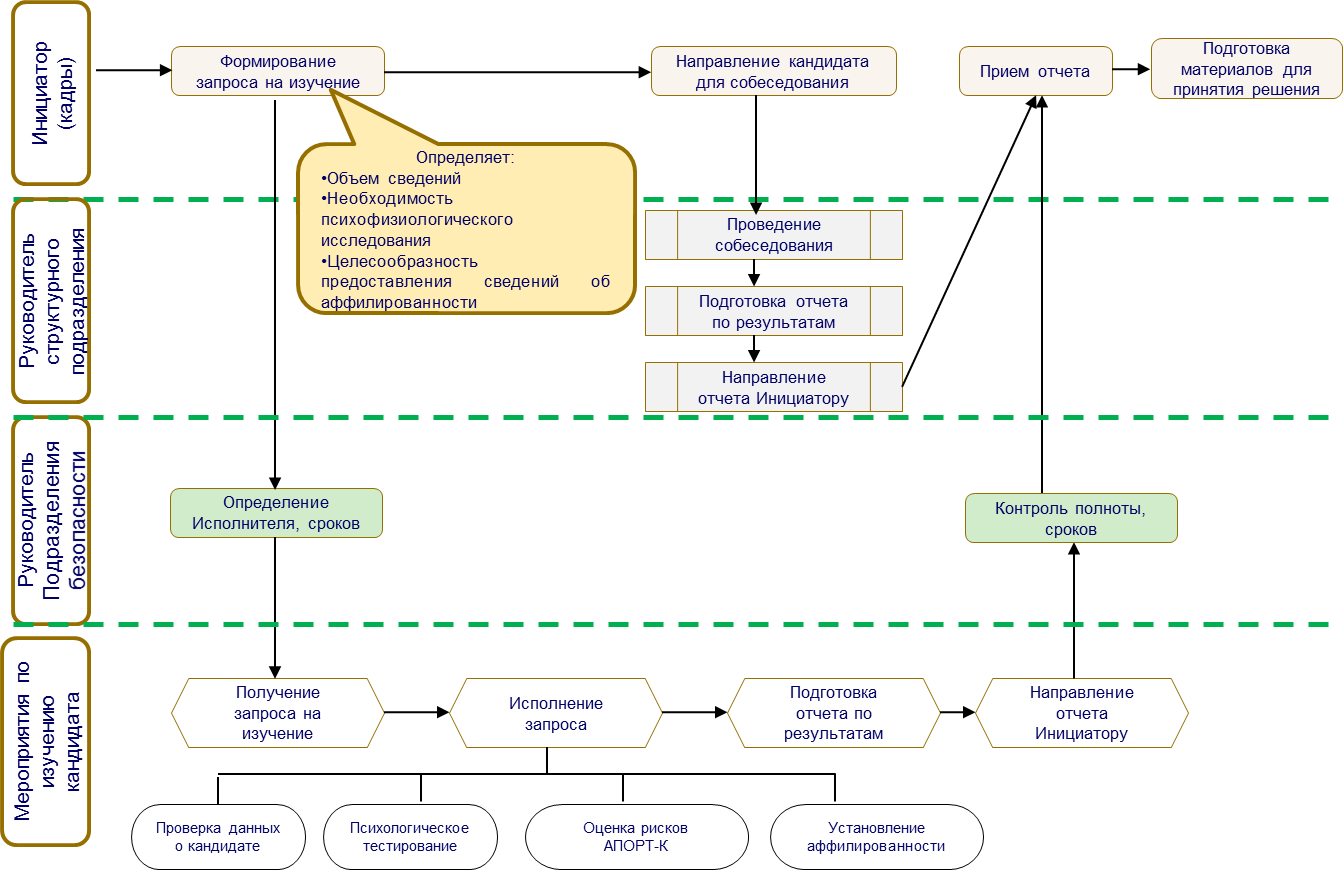 Инициатор
(кадры)
Формирование
запроса на изучение
Направление кандидата
для собеседования
Прием отчета
Подготовка
материалов для
принятия решения
Определяет:
•Объем сведений
•Необходимость
психофизиологического
исследования
•Целесообразность
предоставления сведений об
аффилированности
Руководитель
структурного
подразделения
Проведение
собеседования
Подготовка отчета
по результатам
Направление
отчета Инициатору
Руководитель
Подразделения
безопасности
Определение
Исполнителя, сроков
Контроль полноты,
сроков
Мероприятия по
изучению
кандидата
Получение
запроса на
изучение
Исполнение
запроса
Подготовка
отчета по
результатам
Направление
отчета
Инициатору
Проверка данных
о кандидате
Психологическое
тестирование
Оценка рисков
АПОРТ-К
Установление
аффилированности